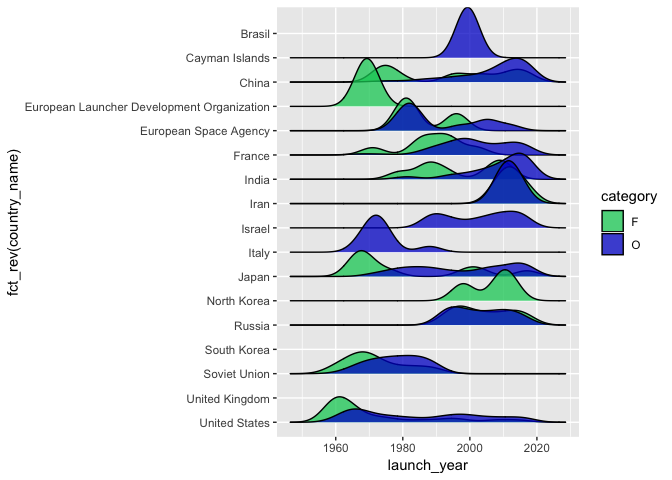 Brasil
Cayman Islands
China
European Launcher Development Organization
European Space Agency
France
India
Iran
Israel
Italy
Japan
North Korea
Russia
South Korea
Soviet Union
United Kingdom
United States
fct_rev(country_name)
1960 1980 2000 2020
launch_year
category
F
O